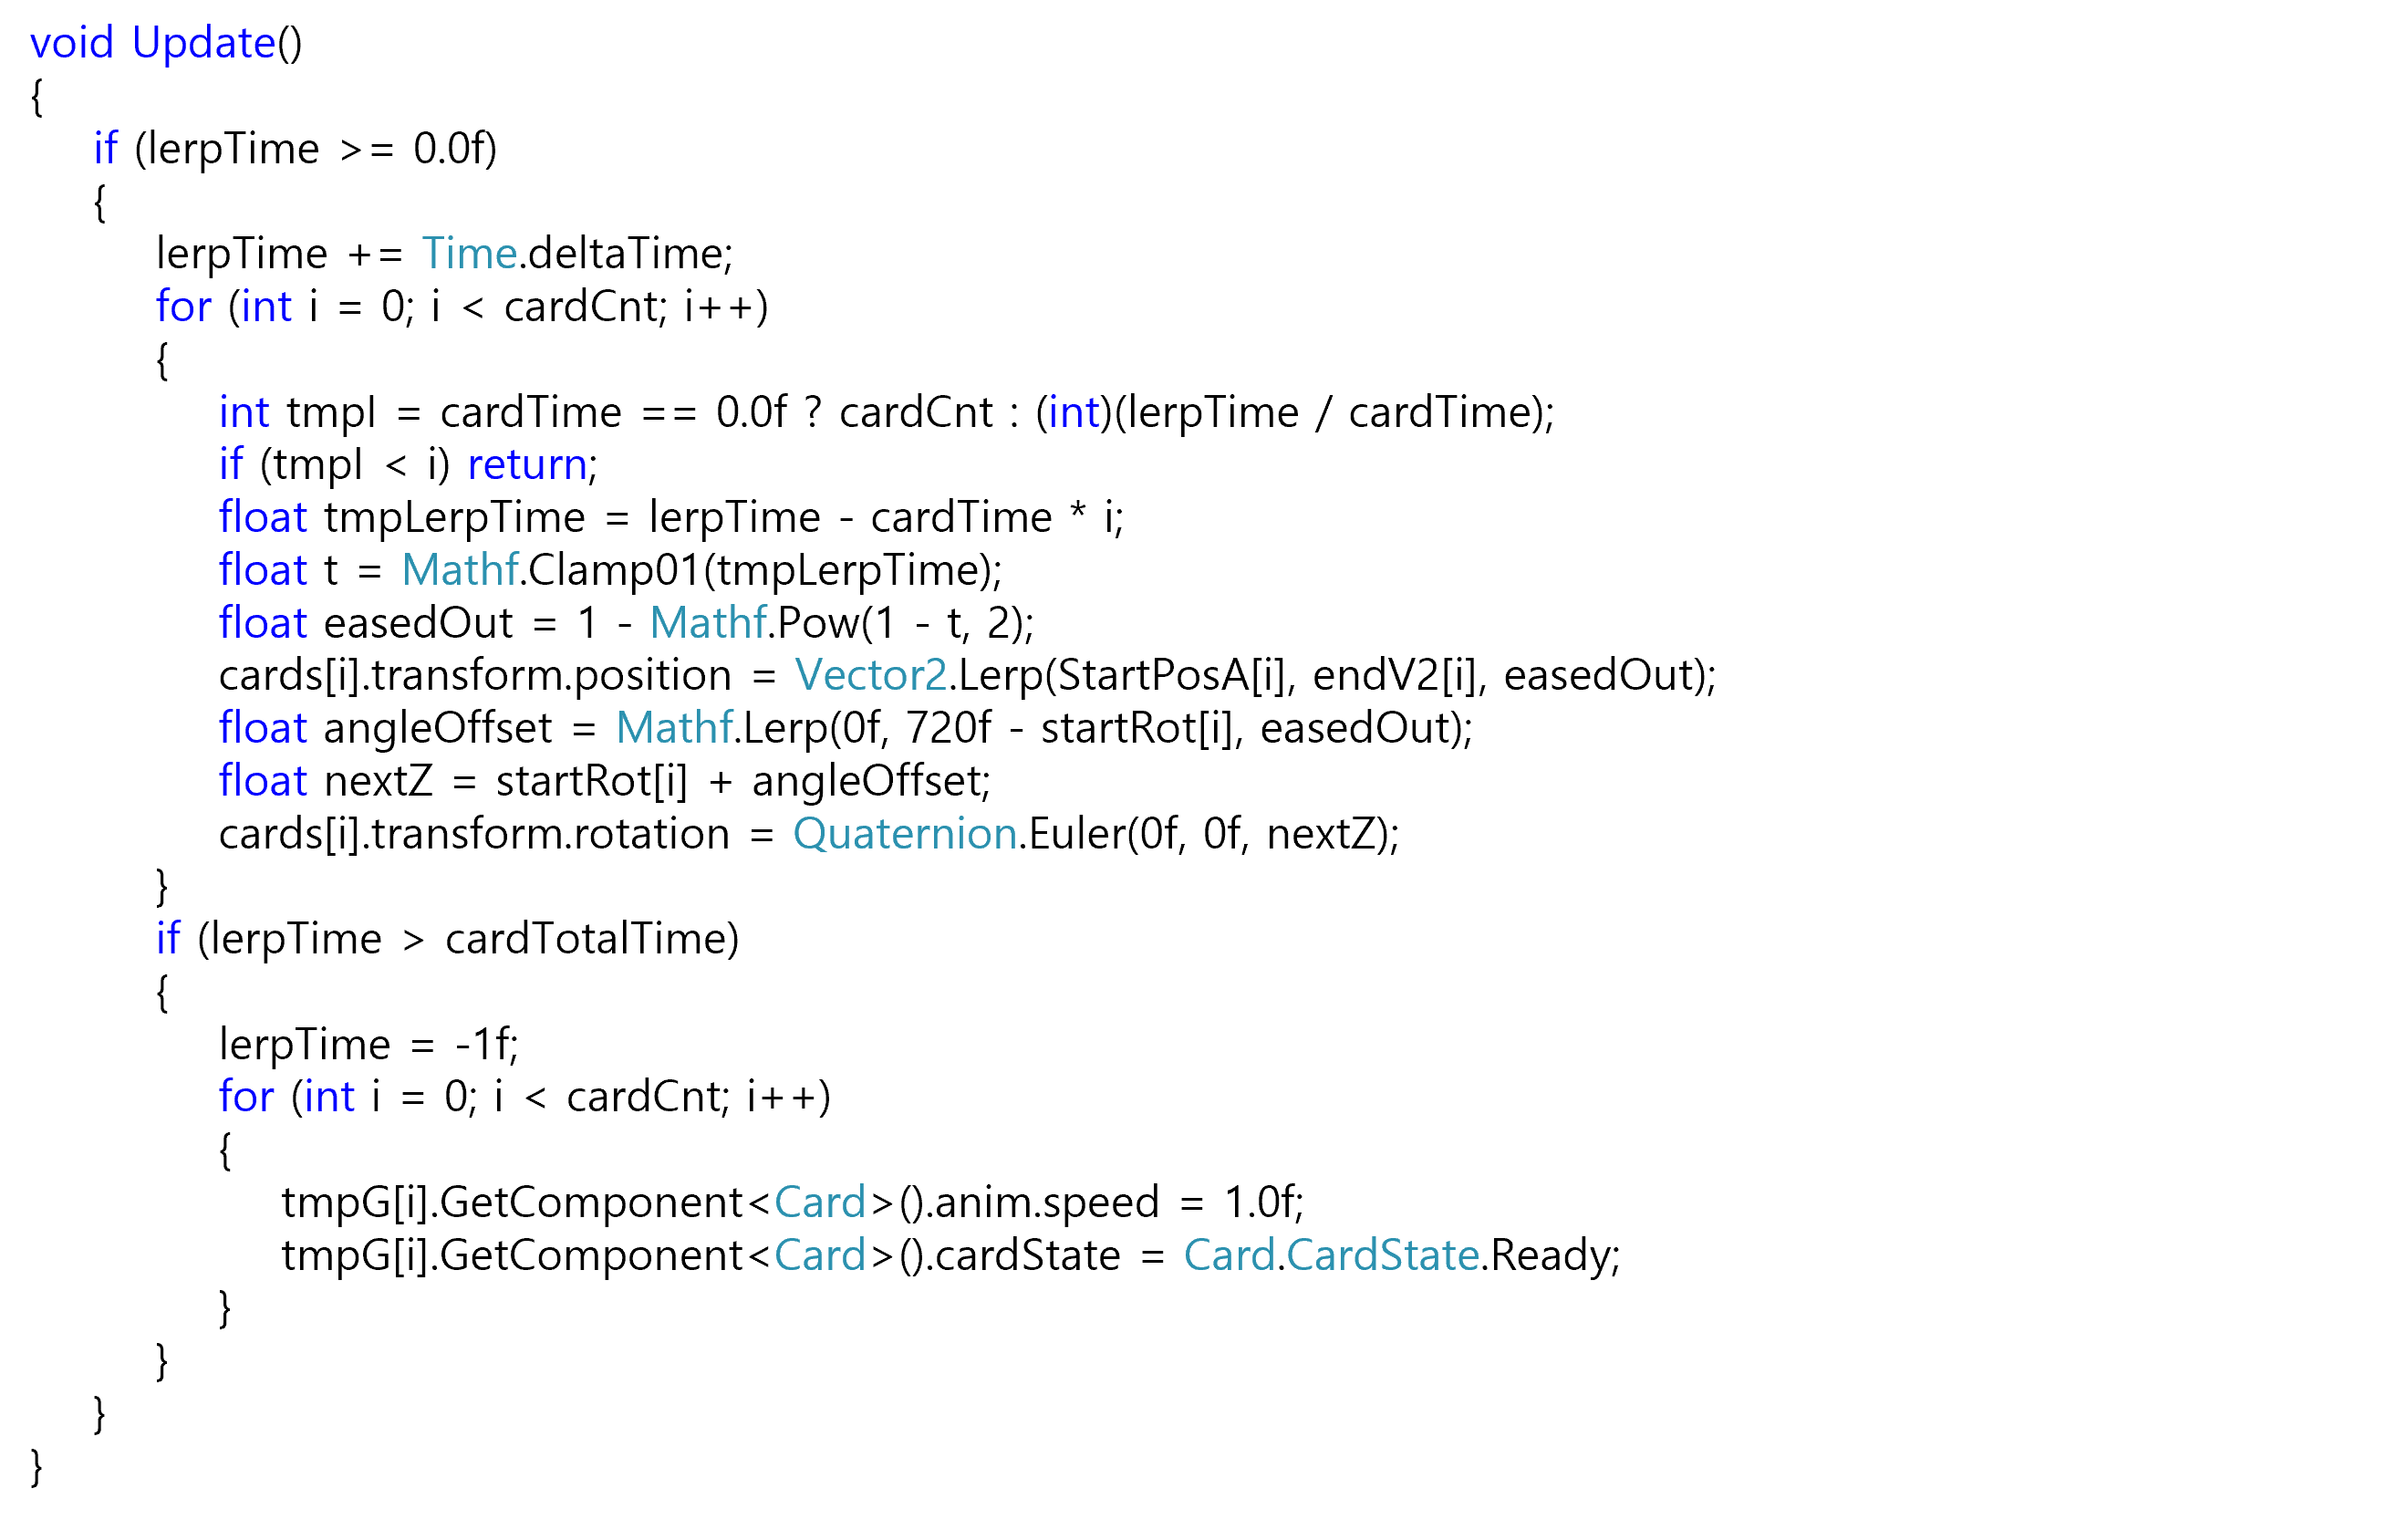 void Update()
{
if (lerpTime >= 0.0f)
{
lerpTime += Time.deltaTime;
for (int i = 0; i < cardCnt; i++)
{
int tmpI = cardTime == 0.0f ? cardCnt : (int)(lerpTime / cardTime);
if (tmpI < i) return;
float tmpLerpTime = lerpTime - cardTime * i;
float t = Mathf.Clamp01(tmpLerpTime);
float easedOut = 1 - Mathf.Pow(1 - t, 2);
cards[i].transform.position = Vector2.Lerp(StartPosA[i], endV2[i], easedOut);
float angleOffset = Mathf.Lerp(0f, 720f - startRot[i], easedOut);
float nextZ = startRot[i] + angleOffset;
cards[i].transform.rotation = Quaternion.Euler(0f, 0f, nextZ);
}
if (lerpTime > cardTotalTime)
{
lerpTime = -1f;
for (int i = 0; i < cardCnt; i++)
{
tmpG[i].GetComponent<Card>().anim.speed = 1.0f;
tmpG[i].GetComponent<Card>().cardState = Card.CardState.Ready;
}
}
}
}